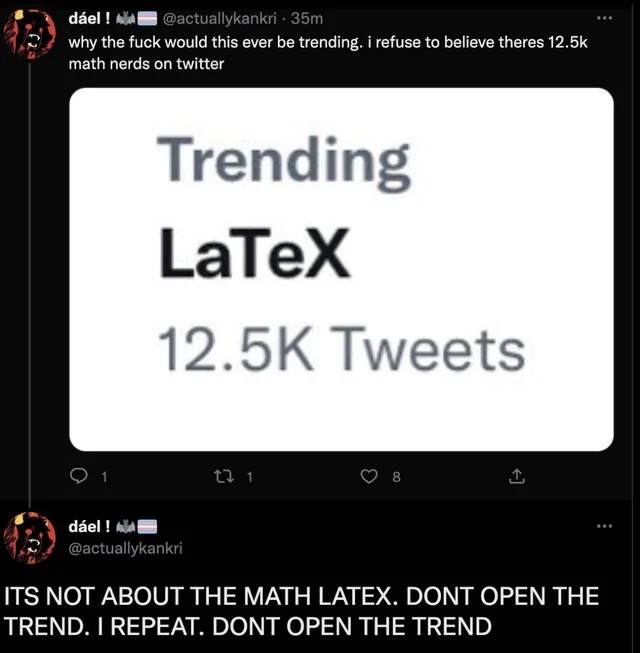 dáel ! 🦇🏳️‍⚧️ @actuallykankri · 35m
why the fuck would this ever be trending. i refuse to believe theres 12.5k
math nerds on twitter
Trending
LaTeX
12.5K Tweets
1 1 8
dáel ! 🦇🏳️‍⚧️
@actuallykankri
ITS NOT ABOUT THE MATH LATEX. DONT OPEN THE
TREND. I REPEAT. DONT OPEN THE TREND